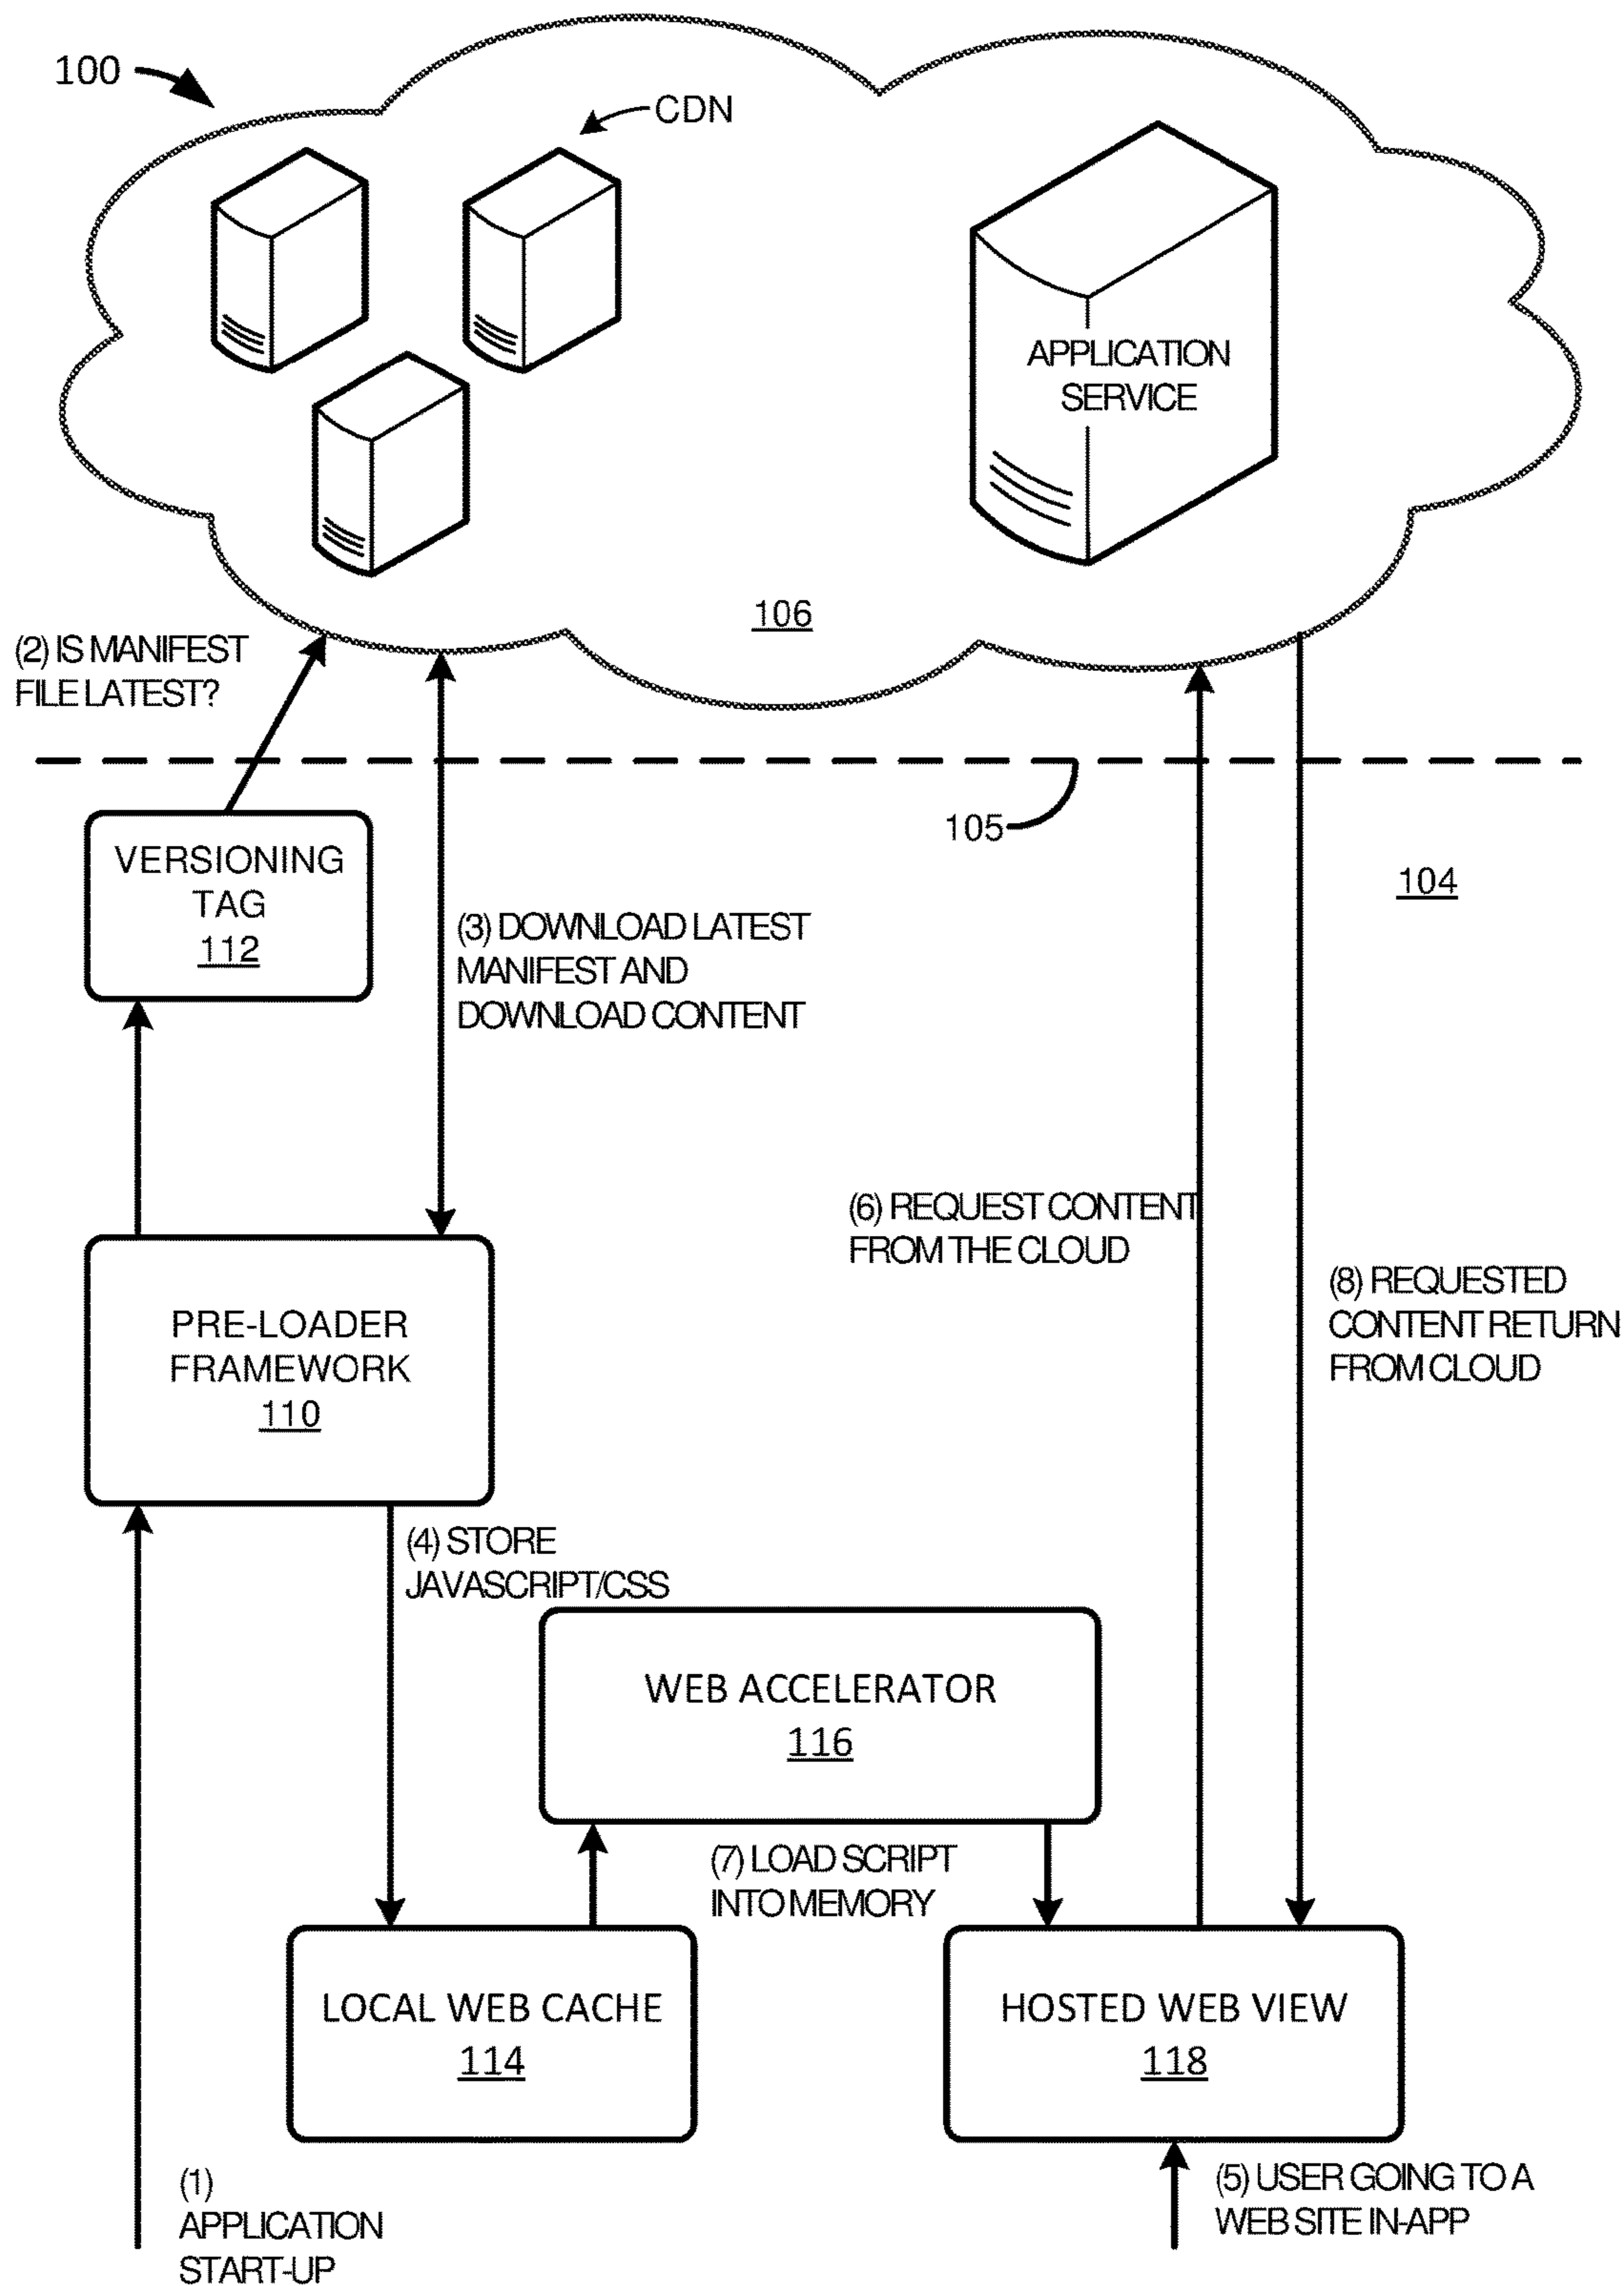 100
CDN
APPLICATION
SERVICE
106
(2) IS MANIFEST
FILE LATEST?
105
104
VERSIONING
TAG
112
(3) DOWNLOAD LATEST
MANIFEST AND
DOWNLOAD CONTENT
(6) REQUEST CONTENT
FROM THE CLOUD
(8) REQUESTED
CONTENT RETURN
FROM CLOUD
PRE-LOADER
FRAMEWORK
110
(4) STORE
JAVASCRIPT/CSS
WEB ACCELERATOR
116
(7) LOAD SCRIPT
INTO MEMORY
LOCAL WEB CACHE
114
HOSTED WEB VIEW
118
(1)
APPLICATION
START-UP
(5) USER GOING TO A
WEB SITE IN-APP